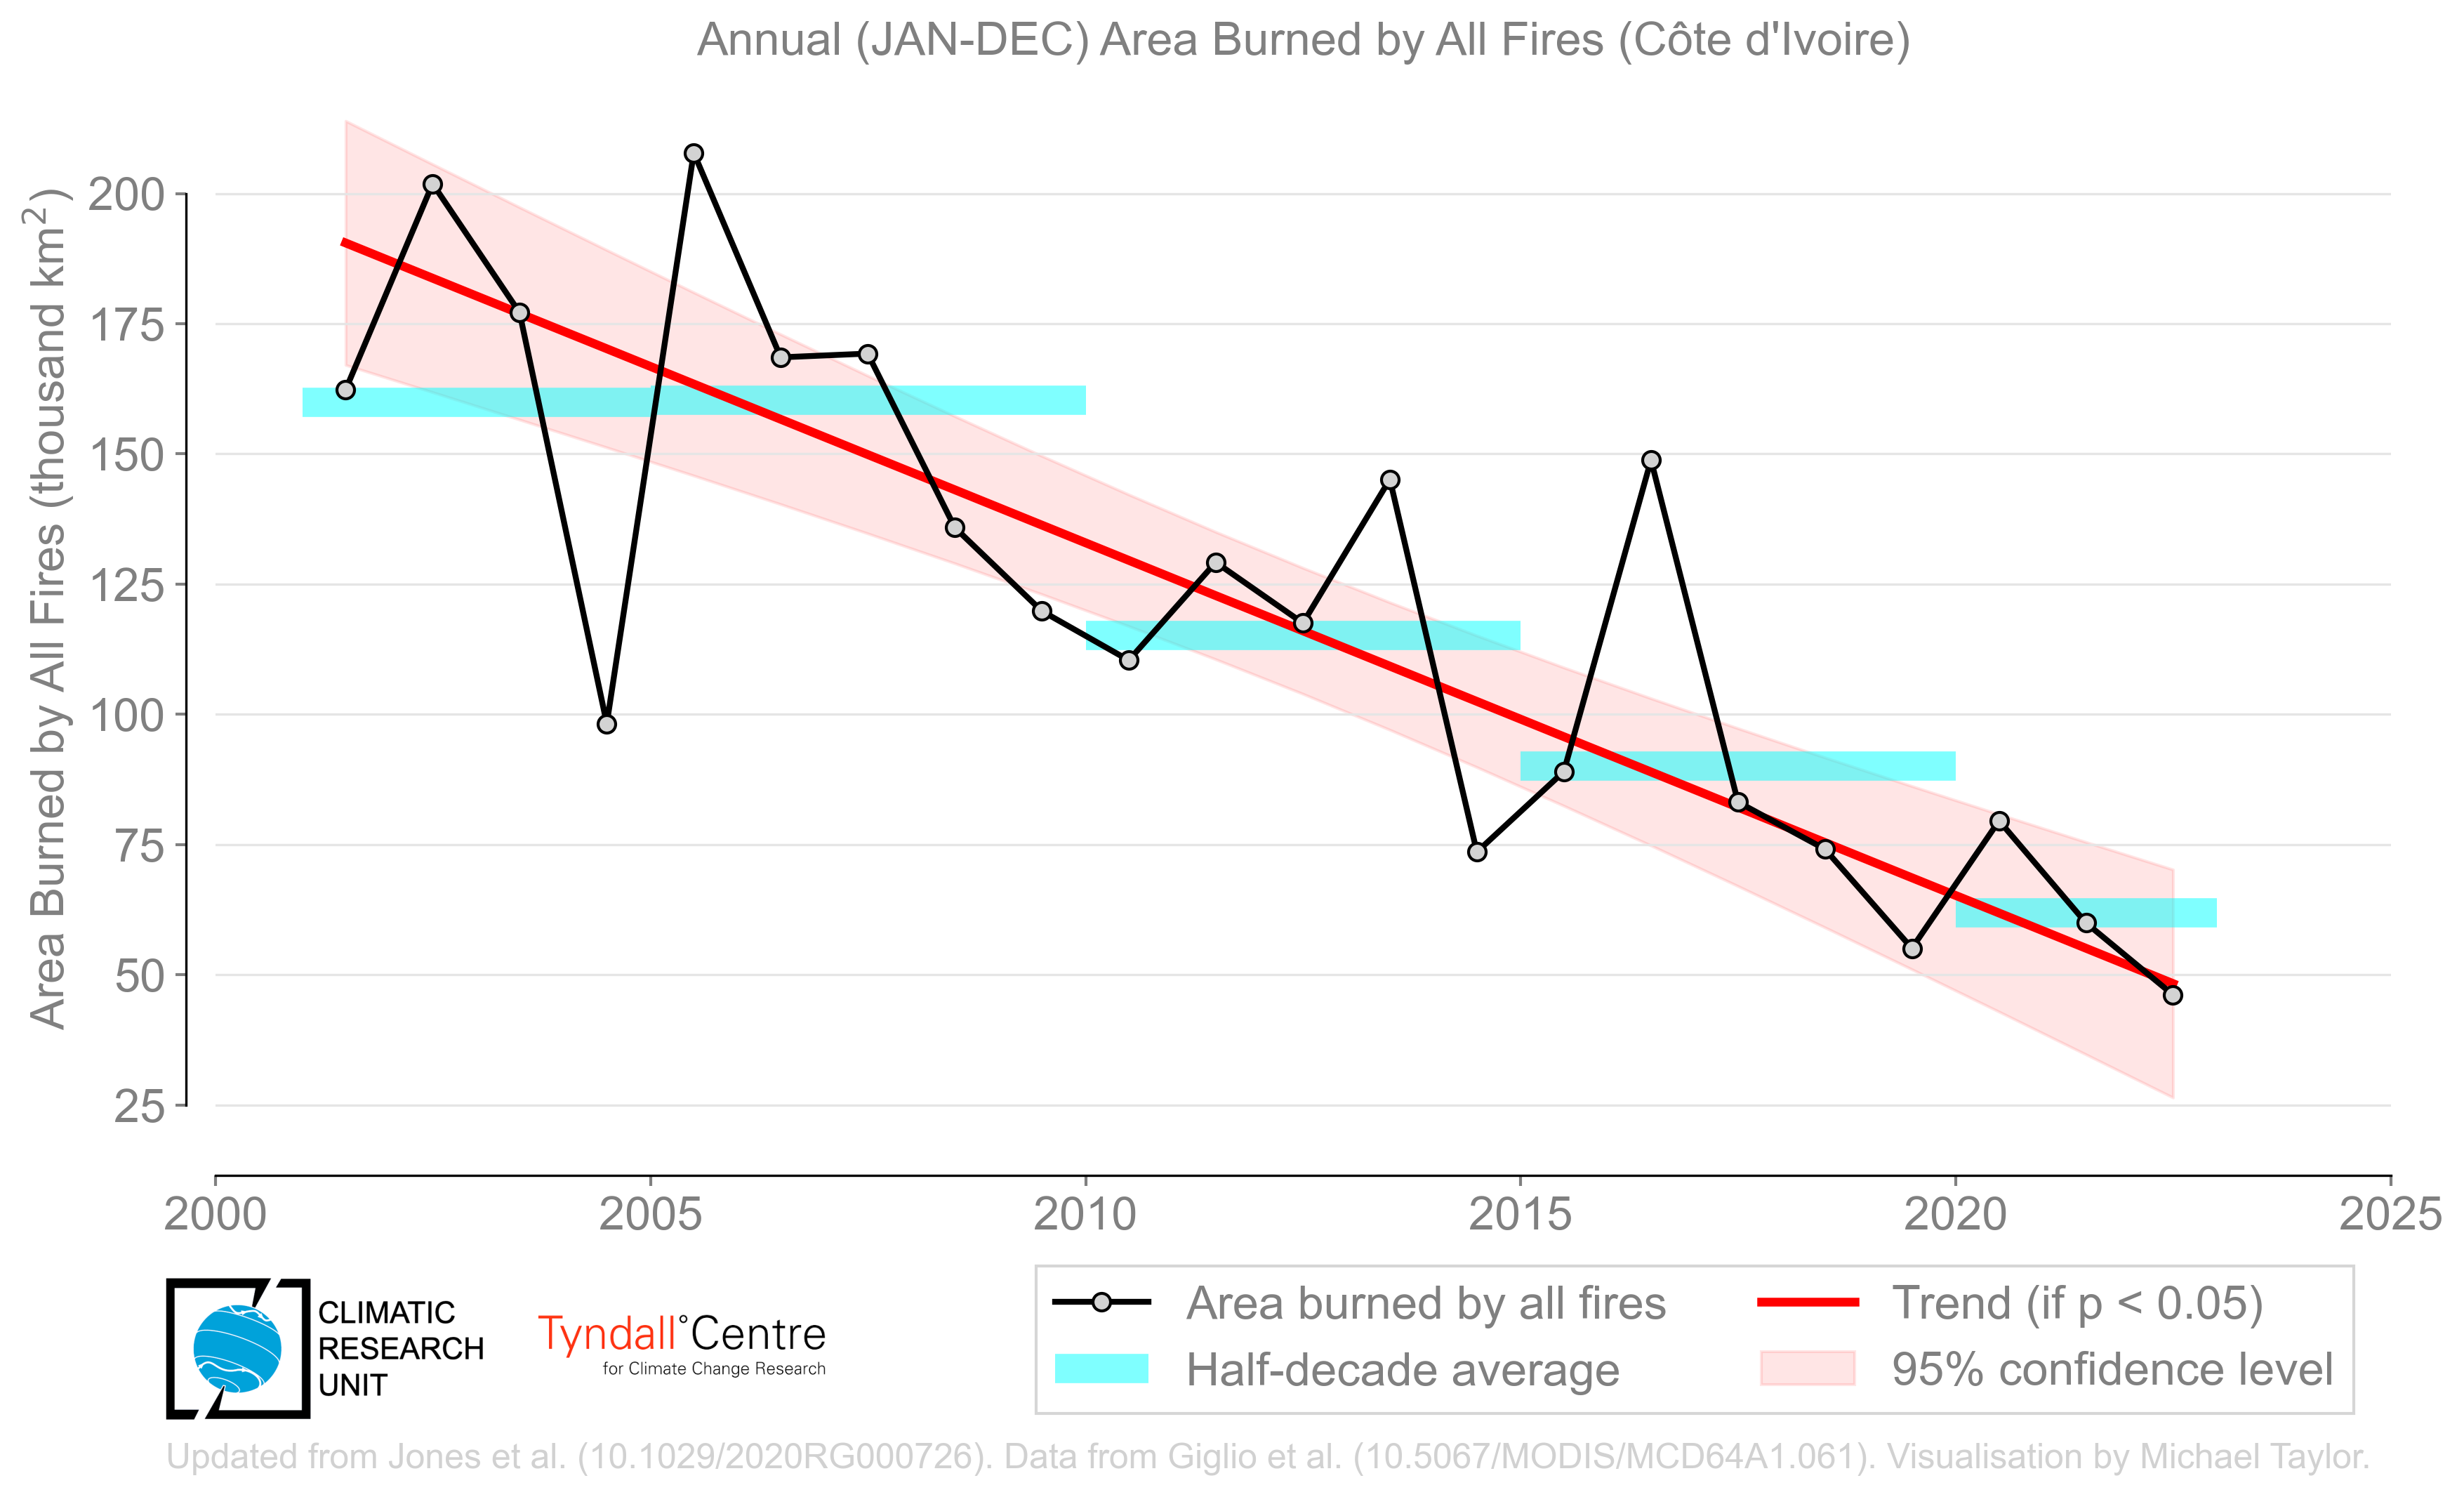 Annual (JAN-DEC) Area Burned by All Fires (Côte d'Ivoire)
Area Burned by All Fires (thousand km²)
200
175
150
125
100
75
50
25
2000 2005 2010 2015 2020 2025
Area burned by all fires
Half-decade average
Trend (if p < 0.05)
95% confidence level
CLIMATIC
RESEARCH
UNIT
Tyndall°Centre
for Climate Change Research
Updated from Jones et al. (10.1029/2020RG000726). Data from Giglio et al. (10.5067/MODIS/MCD64A1.061). Visualisation by Michael Taylor.